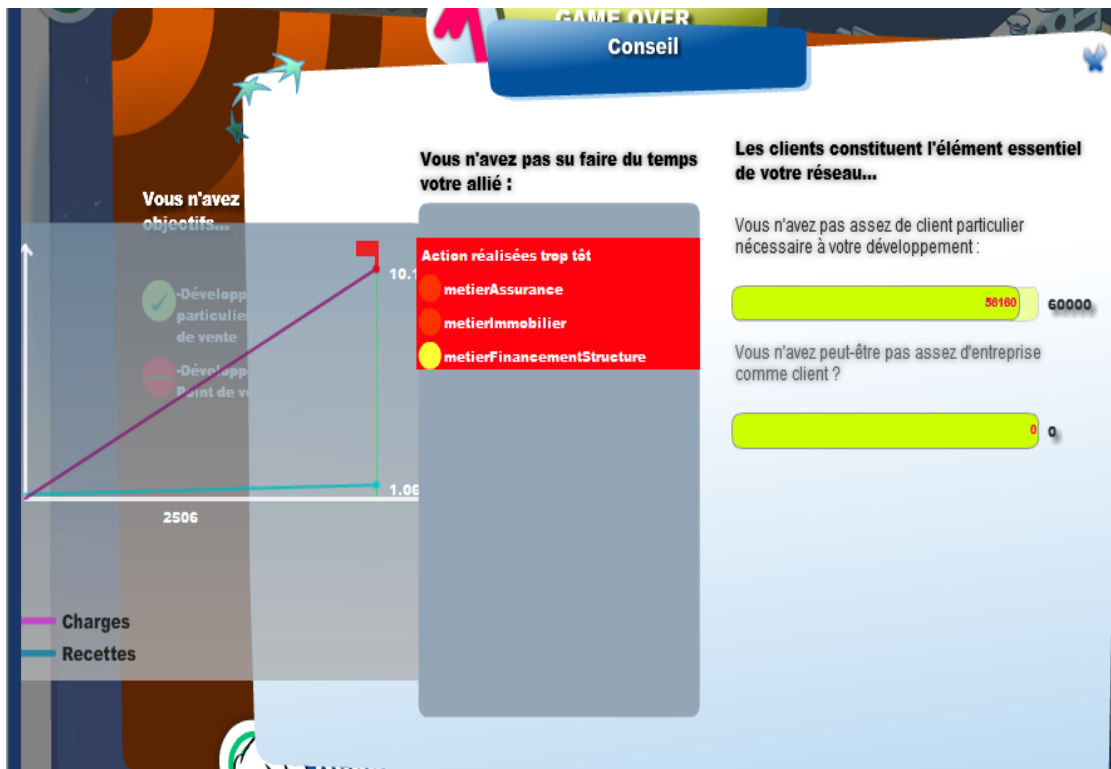 GAME OVER
Conseil
Vous n'avez
objectifs...
-Développ
particulie
de vente
-Développ
Point de v
10.1
1.06
2506
Charges
Recettes
Vous n'avez pas su faire du temps
votre allié :
Action réalisées trop tôt
metierAssurance
metierImmobilier
metierFinancementStructure
Les clients constituent l'élément essentiel
de votre réseau...
Vous n'avez pas assez de client particulier
nécessaire à votre développement :
56160
60000
Vous n'avez peut-être pas assez d'entreprise
comme client ?
0
0